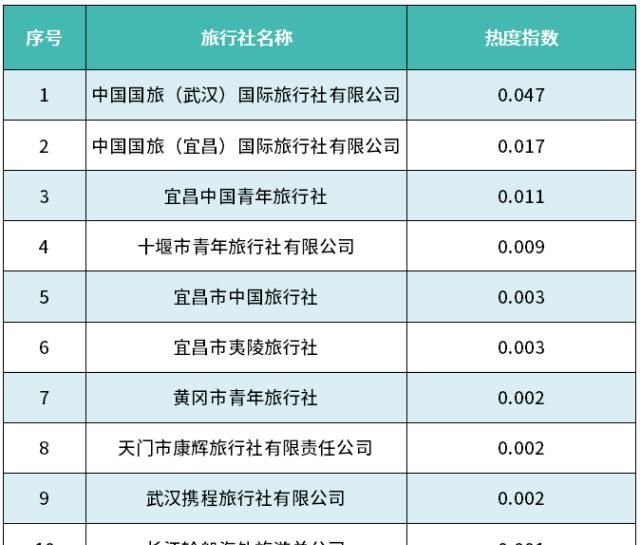 序号 旅行社名称 热度指数
1 中国国旅（武汉）国际旅行社有限公司 0.047
2 中国国旅（宜昌）国际旅行社有限公司 0.017
3 宜昌中国青年旅行社 0.011
4 十堰市青年旅行社有限公司 0.009
5 宜昌市中国旅行社 0.003
6 宜昌市夷陵旅行社 0.003
7 黄冈市青年旅行社 0.002
8 天门市康辉旅行社有限责任公司 0.002
9 武汉携程旅行社有限公司 0.002